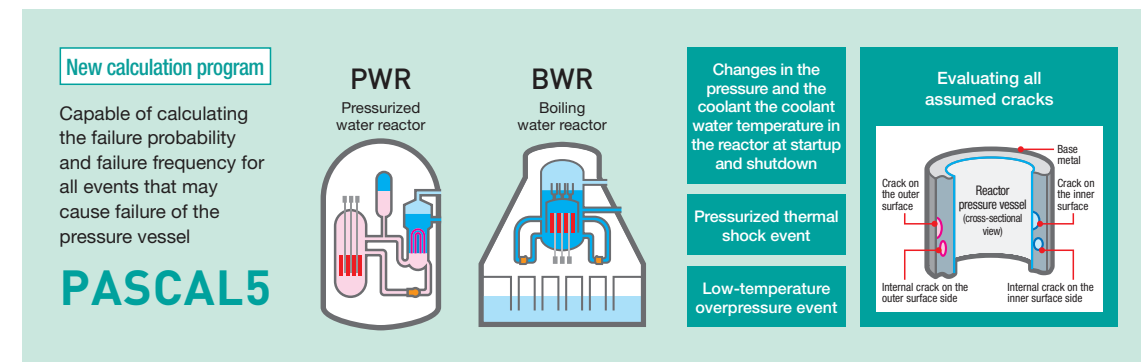 New calculation program
Capable of calculating
the failure probability
and failure frequency for
all events that may
cause failure of the
pressure vessel
PASCAL5
PWR
Pressurized
water reactor
BWR
Boiling
water reactor
Changes in the
pressure and the
coolant the coolant
water temperature in
the reactor at startup
and shutdown
Pressurized thermal
shock event
Low-temperature
overpressure event
Evaluating all
assumed cracks
Base
metal
Crack on
the outer
surface
Reactor
pressure vessel
(cross-sectional
view)
Crack on
the inner
surface
Internal crack on the
outer surface side
Internal crack on the
inner surface side